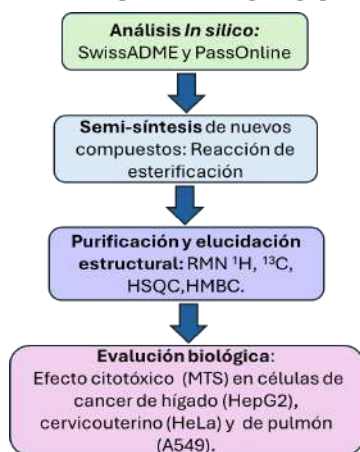 Análisis In silico:
SwissADME y PassOnline
Semi-síntesis de nuevos
compuestos: Reacción de
esterificación
Purificación y elucidación
estructural: RMN ¹H, ¹³C,
HSQC,HMBC.
Evalución biológica:
Efecto citotóxico (MTS) en células de
cancer de hígado (HepG2),
cervicouterino (HeLa) y de pulmón
(A549).